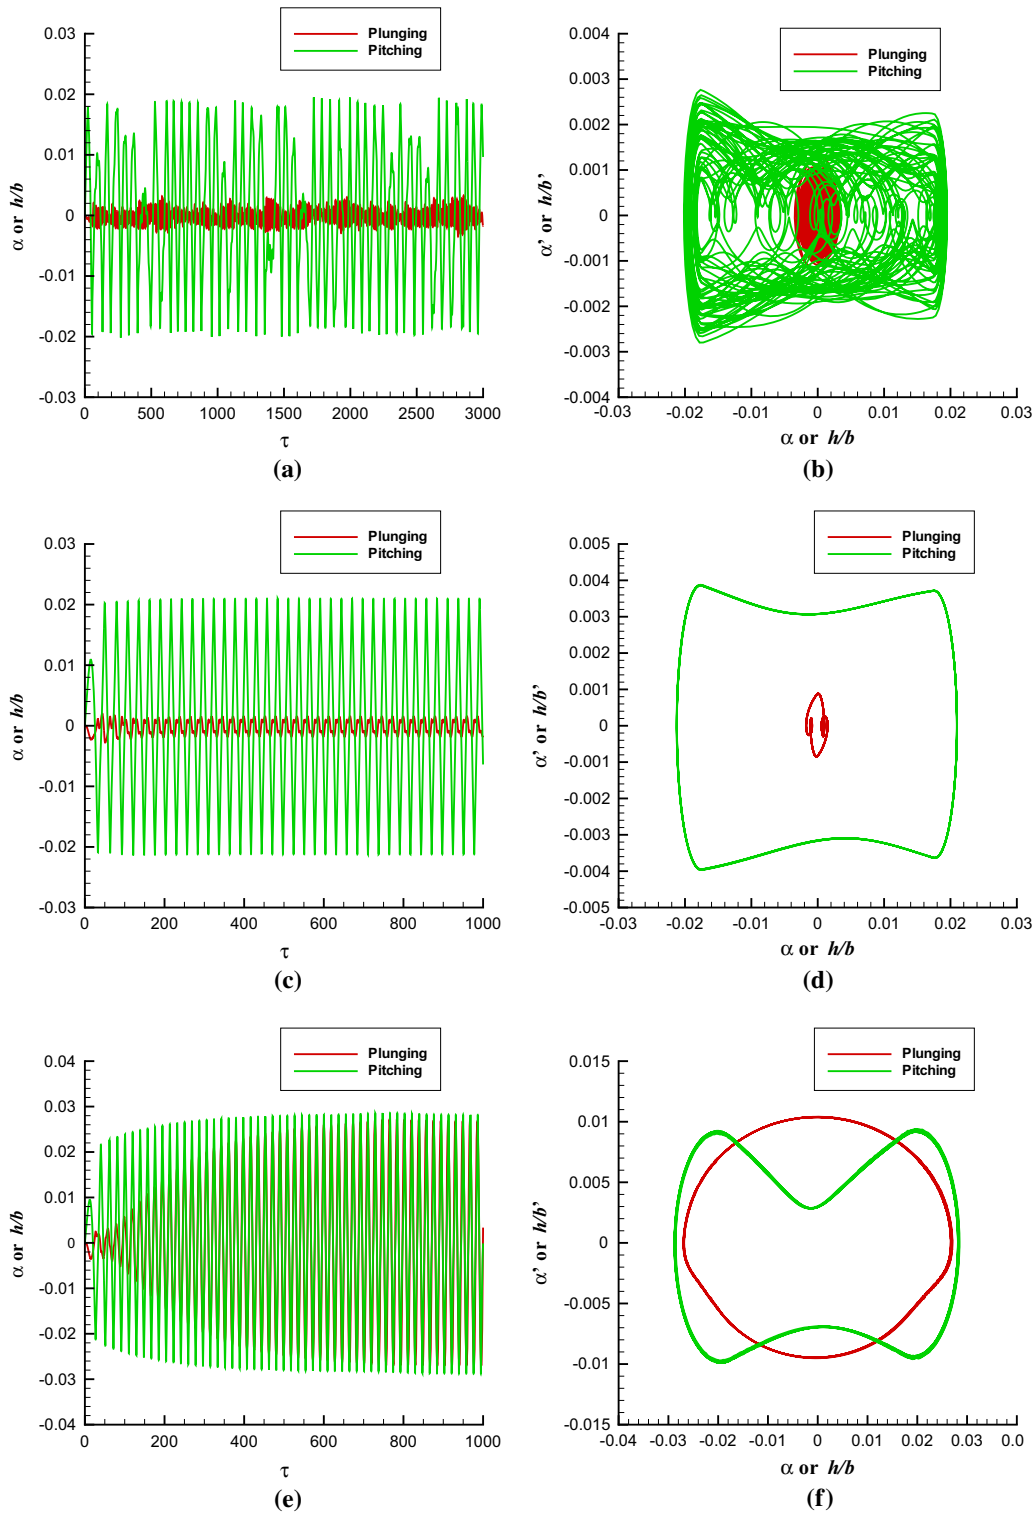 Plunging
Pitching
0.03
0.02
0.01
0
-0.01
-0.02
-0.03
α or h/b
0 500 1000 1500 2000 2500 3000
τ
(a)
Plunging
Pitching
0.004
0.003
0.002
0.001
0
-0.001
-0.002
-0.003
-0.004
α' or h/b'
-0.03 -0.02 -0.01 0 0.01 0.02 0.03
α or h/b
(b)
Plunging
Pitching
0.03
0.02
0.01
0
-0.01
-0.02
-0.03
α or h/b
0 200 400 600 800 1000
τ
(c)
Plunging
Pitching
0.005
0.004
0.003
0.002
0.001
0
-0.001
-0.002
-0.003
-0.004
-0.005
α' or h/b'
-0.03 -0.02 -0.01 0 0.01 0.02 0.03
α or h/b
(d)
Plunging
Pitching
0.04
0.03
0.02
0.01
0
-0.01
-0.02
-0.03
-0.04
α or h/b
0 200 400 600 800 1000
τ
(e)
Plunging
Pitching
0.015
0.01
0.005
0
-0.005
-0.01
-0.015
α' or h/b'
-0.04 -0.03 -0.02 -0.01 0 0.01 0.02 0.03 0.0
α or h/b
(f)